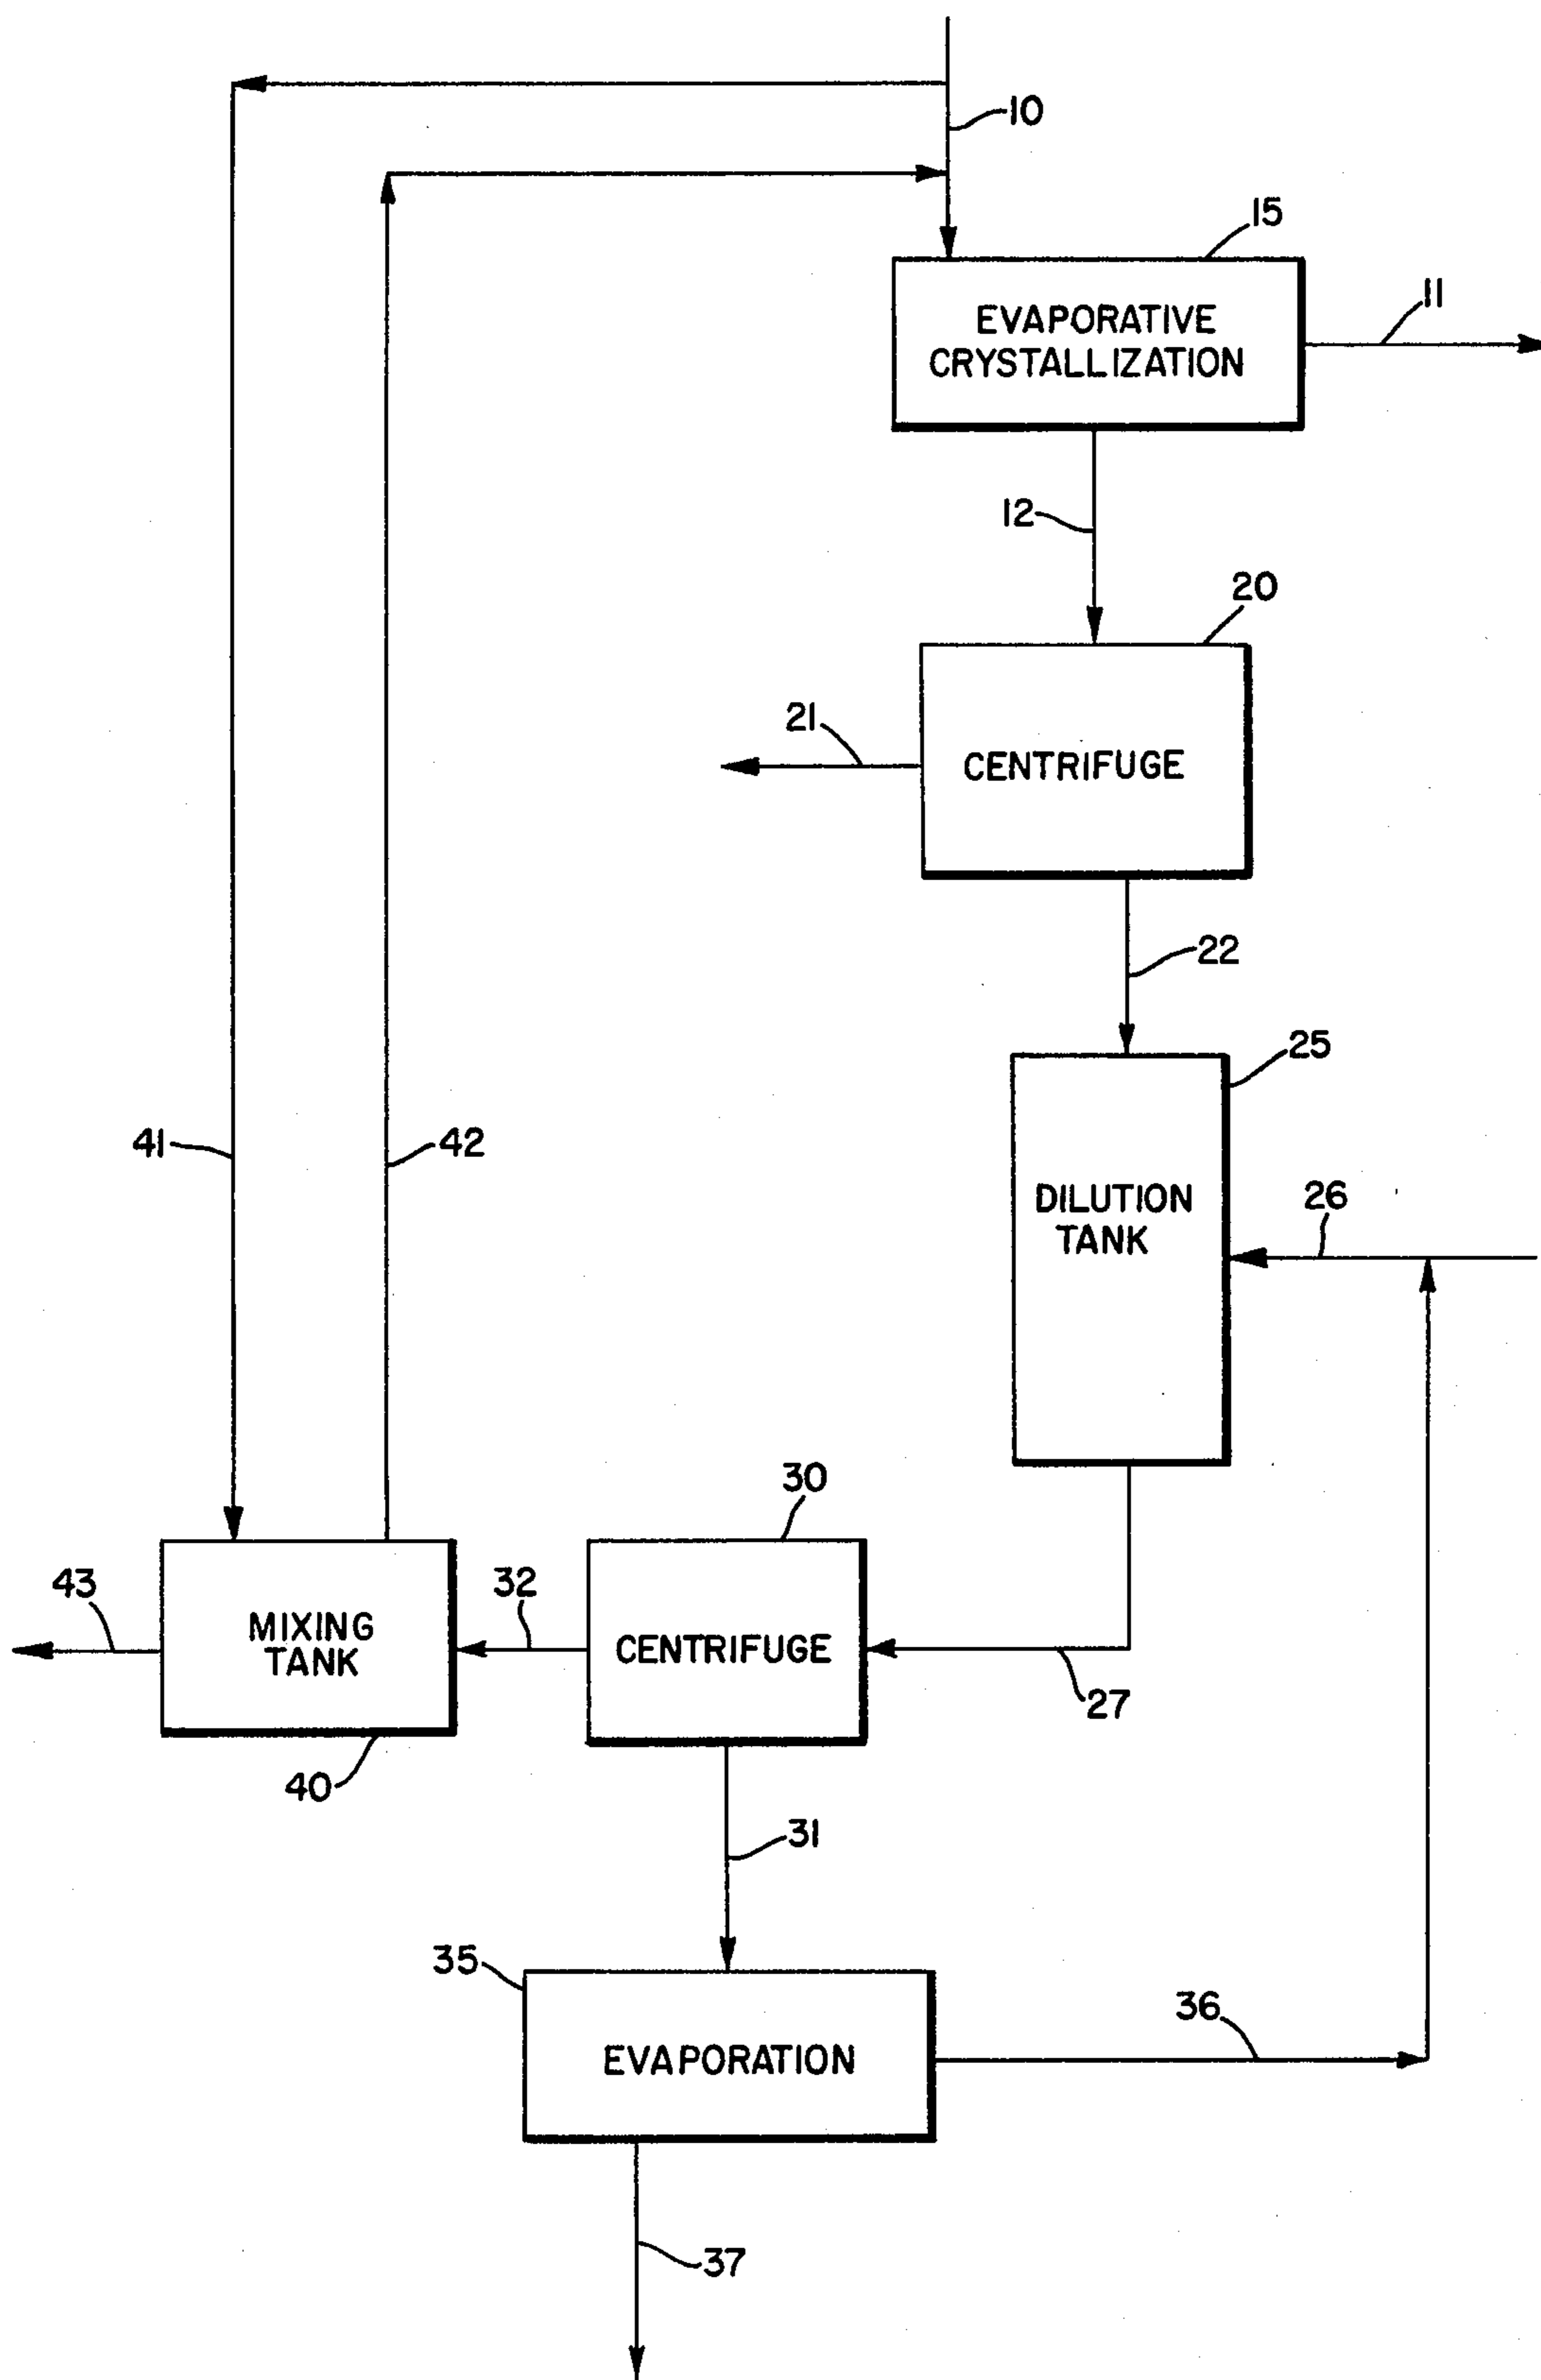 10
15
EVAPORATIVE
CRYSTALLIZATION
11
12
20
21
CENTRIFUGE
22
25
41
42
DILUTION
TANK
26
30
43
32
MIXING
TANK
CENTRIFUGE
27
40
31
35
36
EVAPORATION
37